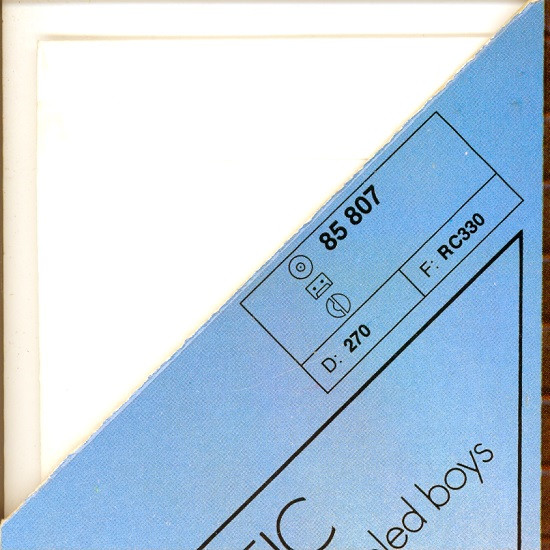 85 807
D: 270
F: RC330
TIC
led boys